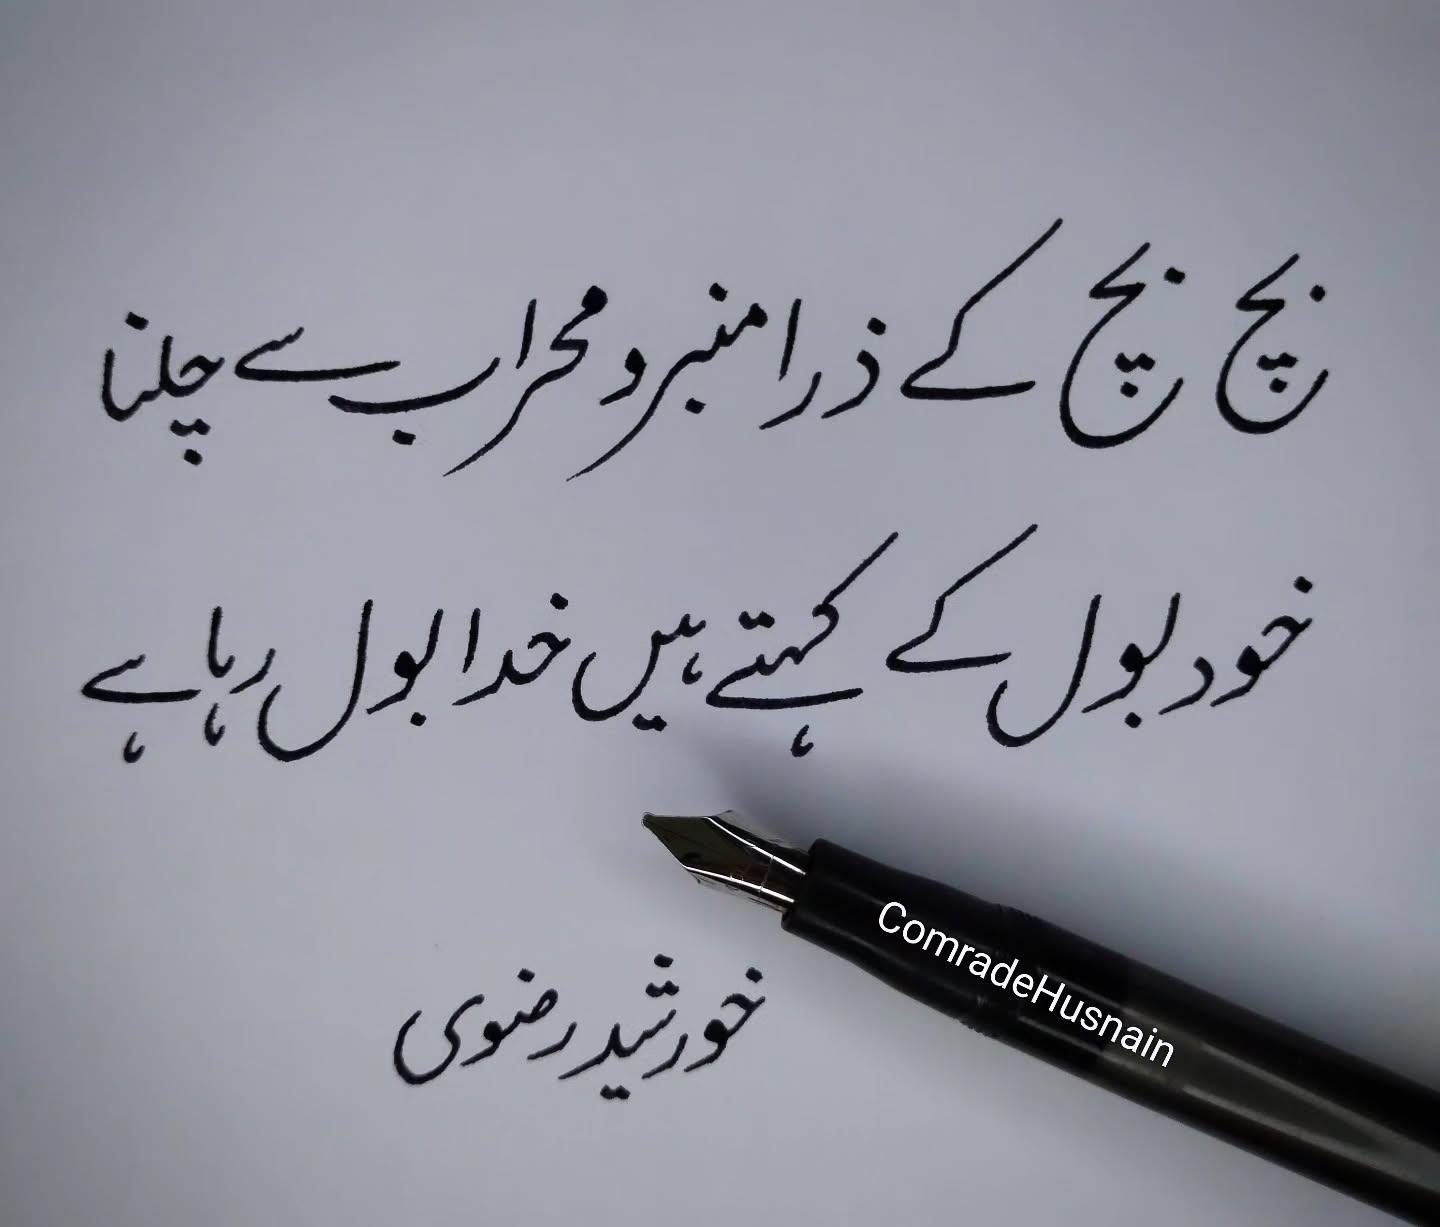 بچ بچ کے ذرا منبر و محراب سے چلنا
خود بول کے کہتے ہیں خدا بول رہا ہے
خورشید رضوی
ComradeHusnain